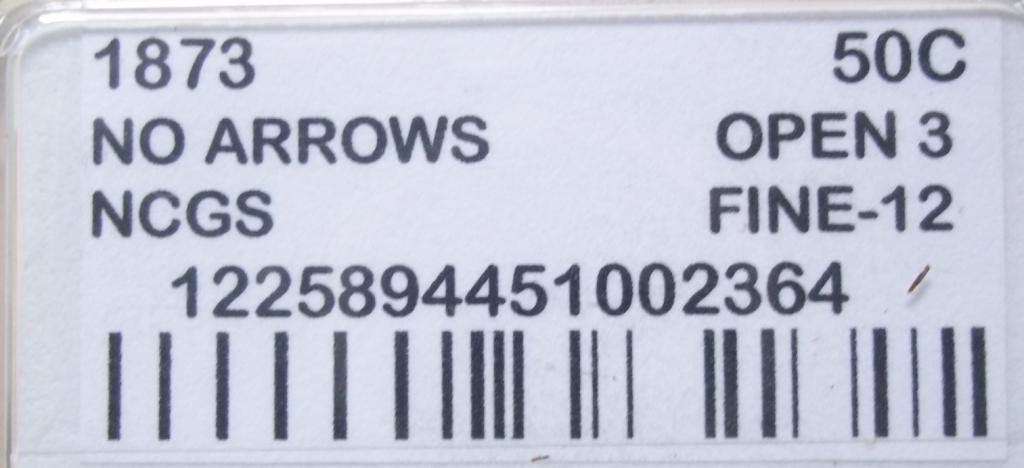 1873 50C
NO ARROWS OPEN 3
NCGS FINE-12
1225894451002364